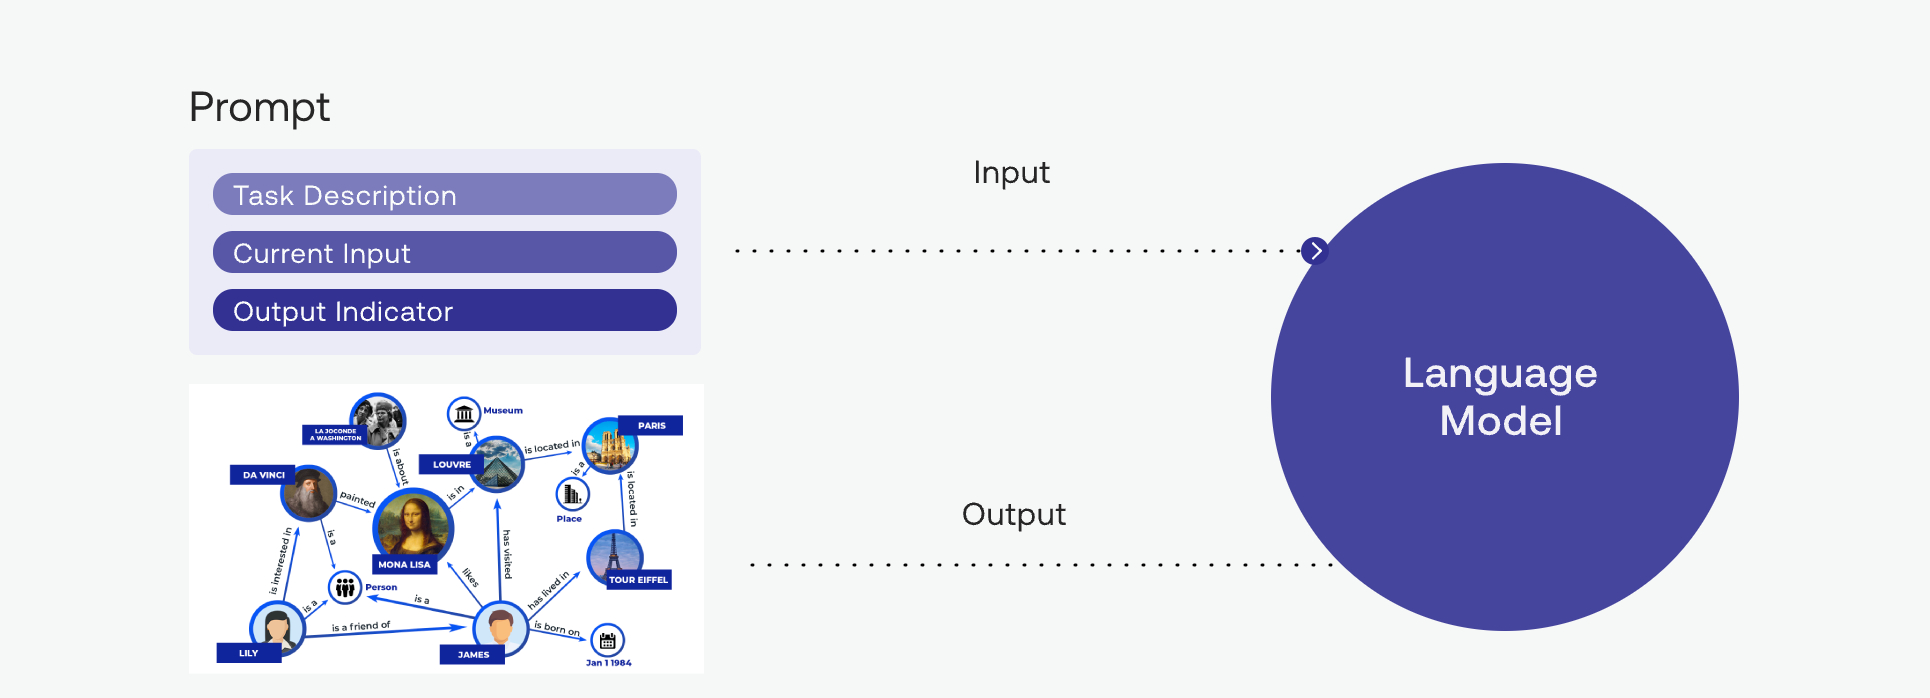 Prompt
Task Description
Current Input
Output Indicator
Input
Output
Language
Model
LA JOCONDE
A WASHINGTON
Museum
PARIS
is a
is located in
LOUVRE
is about
is a
DA VINCI
painted
is in
Place
is located in
is interested in
is a
MONA LISA
has visited
TOUR EIFFEL
likes
has lived in
Person
is a
is a
is a friend of
is born on
LILY
JAMES
Jan 1 1984